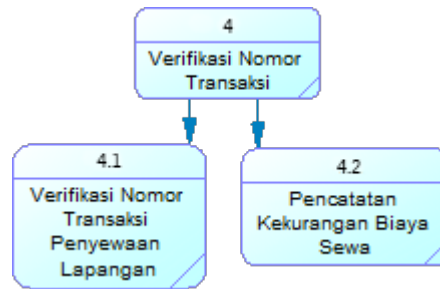 4
Verifikasi Nomor
Transaksi
4.1
Verifikasi Nomor
Transaksi
Penyewaan
Lapangan
4.2
Pencatatan
Kekurangan Biaya
Sewa